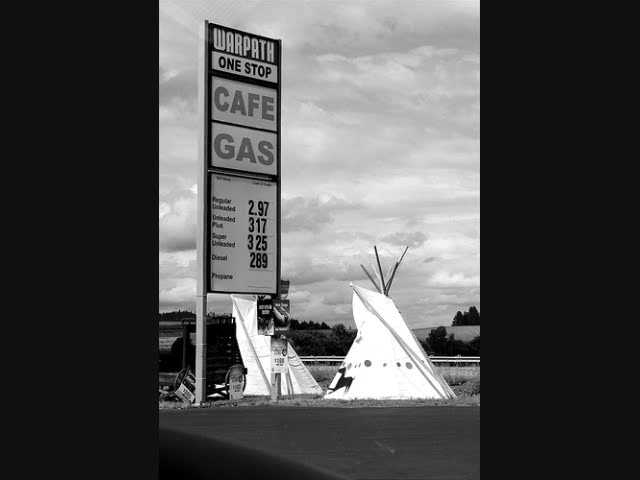 WARPATH
ONE STOP
CAFE
GAS
Regular
Unleaded 2.97
Unleaded
Plus 317
Super
Unleaded 325
Diesel 289
Propane